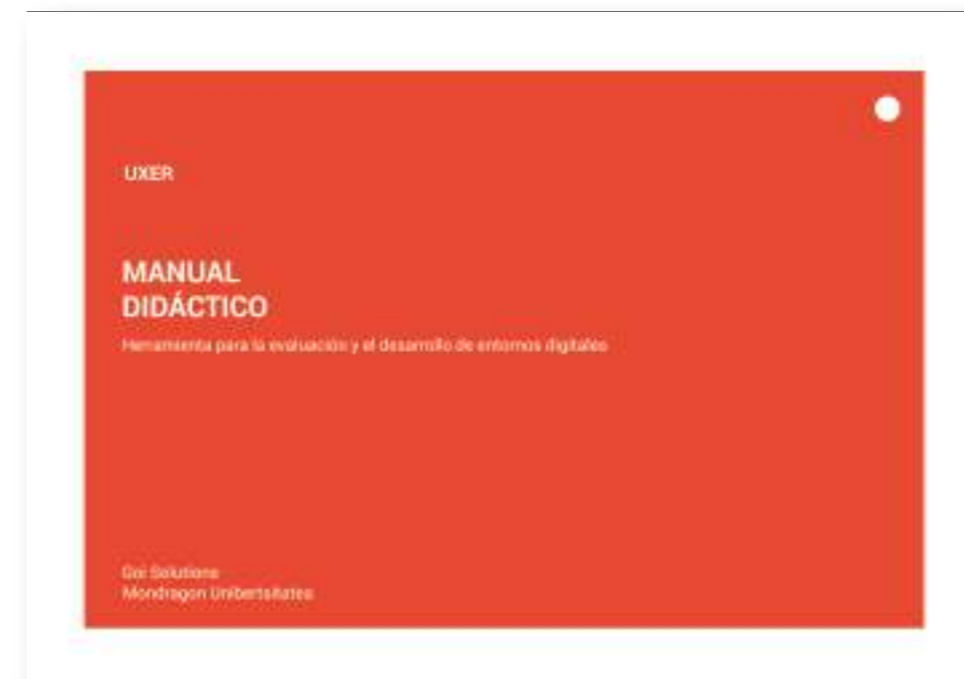 UXER
MANUAL
DIDÁCTICO
Herramienta para la evaluación y el desarrollo de entornos digitales
Goi Solutions
Mondragon Unibertsitatea